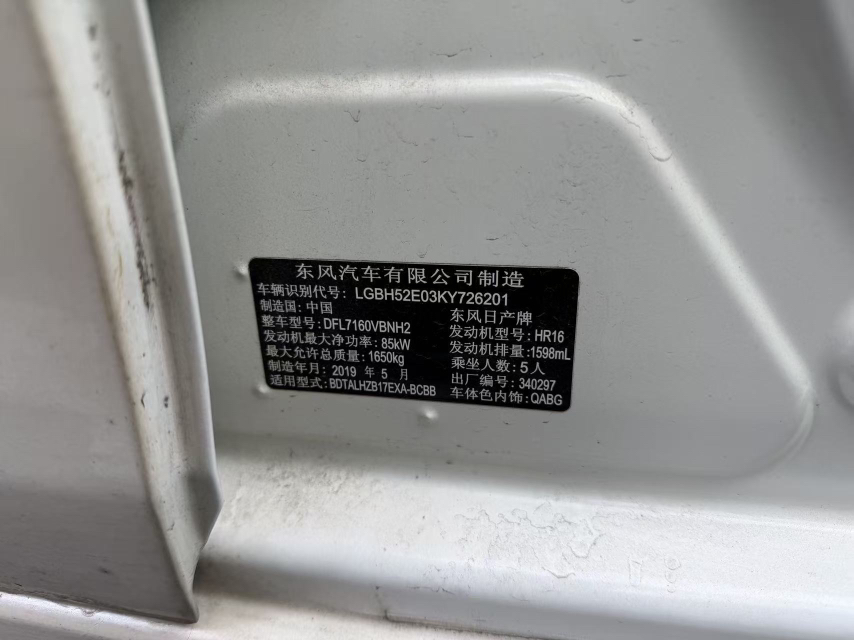 东风汽车有限公司制造
车辆识别代号: LGBH52E03KY726201
制造国: 中国 东风日产牌
整车型号: DFL7160VBNH2 发动机型号: HR16
发动机最大净功率: 85kW 发动机排量: 1598mL
最大允许总质量: 1650kg 乘坐人数: 5人
制造年月: 2019 年 5 月 出厂编号: 340297
适用型式: BDTALHZB17EXA-BCBB 车体色内饰: QABG